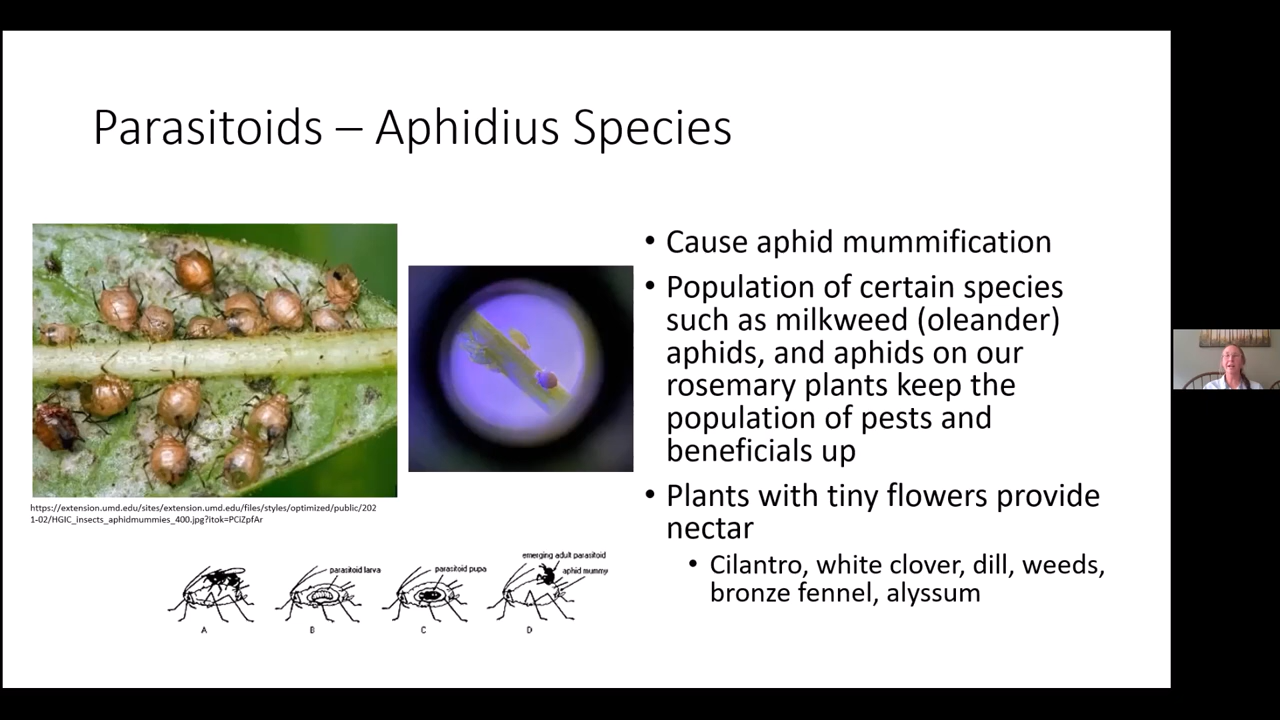 Parasitoids – Aphidius Species
• Cause aphid mummification
• Population of certain species
such as milkweed (oleander)
aphids, and aphids on our
rosemary plants keep the
population of pests and
beneficials up
• Plants with tiny flowers provide
nectar
• Cilantro, white clover, dill, weeds,
bronze fennel, alyssum
https://extension.umd.edu/sites/extension.umd.edu/files/styles/optimized/public/202
1-02/HGIC_insects_aphidmummies_400.jpg?itok=PCiZpfAr
emerging adult parasitoid
parasitoid larva
parasitoid pupa
aphid mummy
A
B
C
D